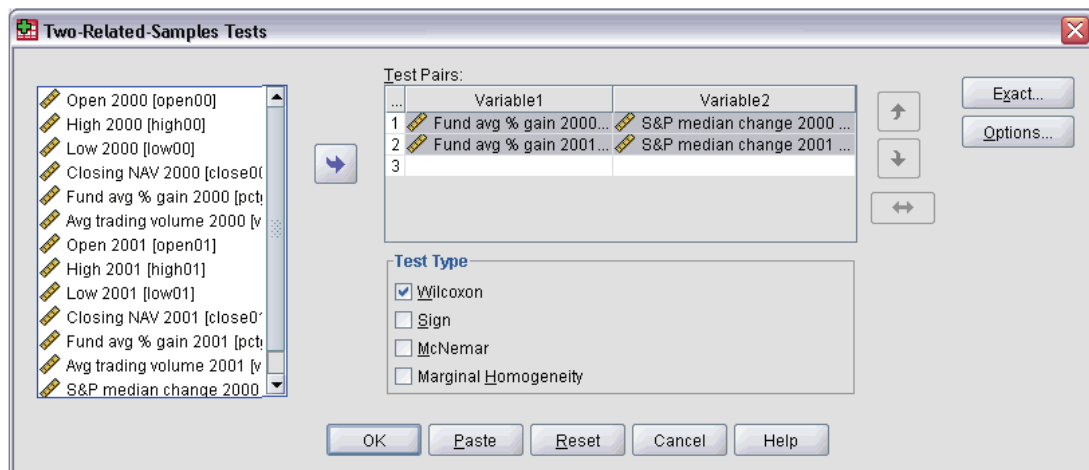 Two-Related-Samples Tests
Open 2000 [open00]
High 2000 [high00]
Low 2000 [low00]
Closing NAV 2000 [close0(
Fund avg % gain 2000 [pct
Avg trading volume 2000 [v
Open 2001 [open01]
High 2001 [high01]
Low 2001 [low01]
Closing NAV 2001 [close0
Fund avg % gain 2001 [pct
Avg trading volume 2001 [v
S&P median change 2000
Test Pairs:
... Variable1 Variable2
1 Fund avg % gain 2000... S&P median change 2000 ...
2 Fund avg % gain 2001... S&P median change 2001 ...
3
Exact...
Options...
Test Type
Wilcoxon
Sign
McNemar
Marginal Homogeneity
OK Paste Reset Cancel Help